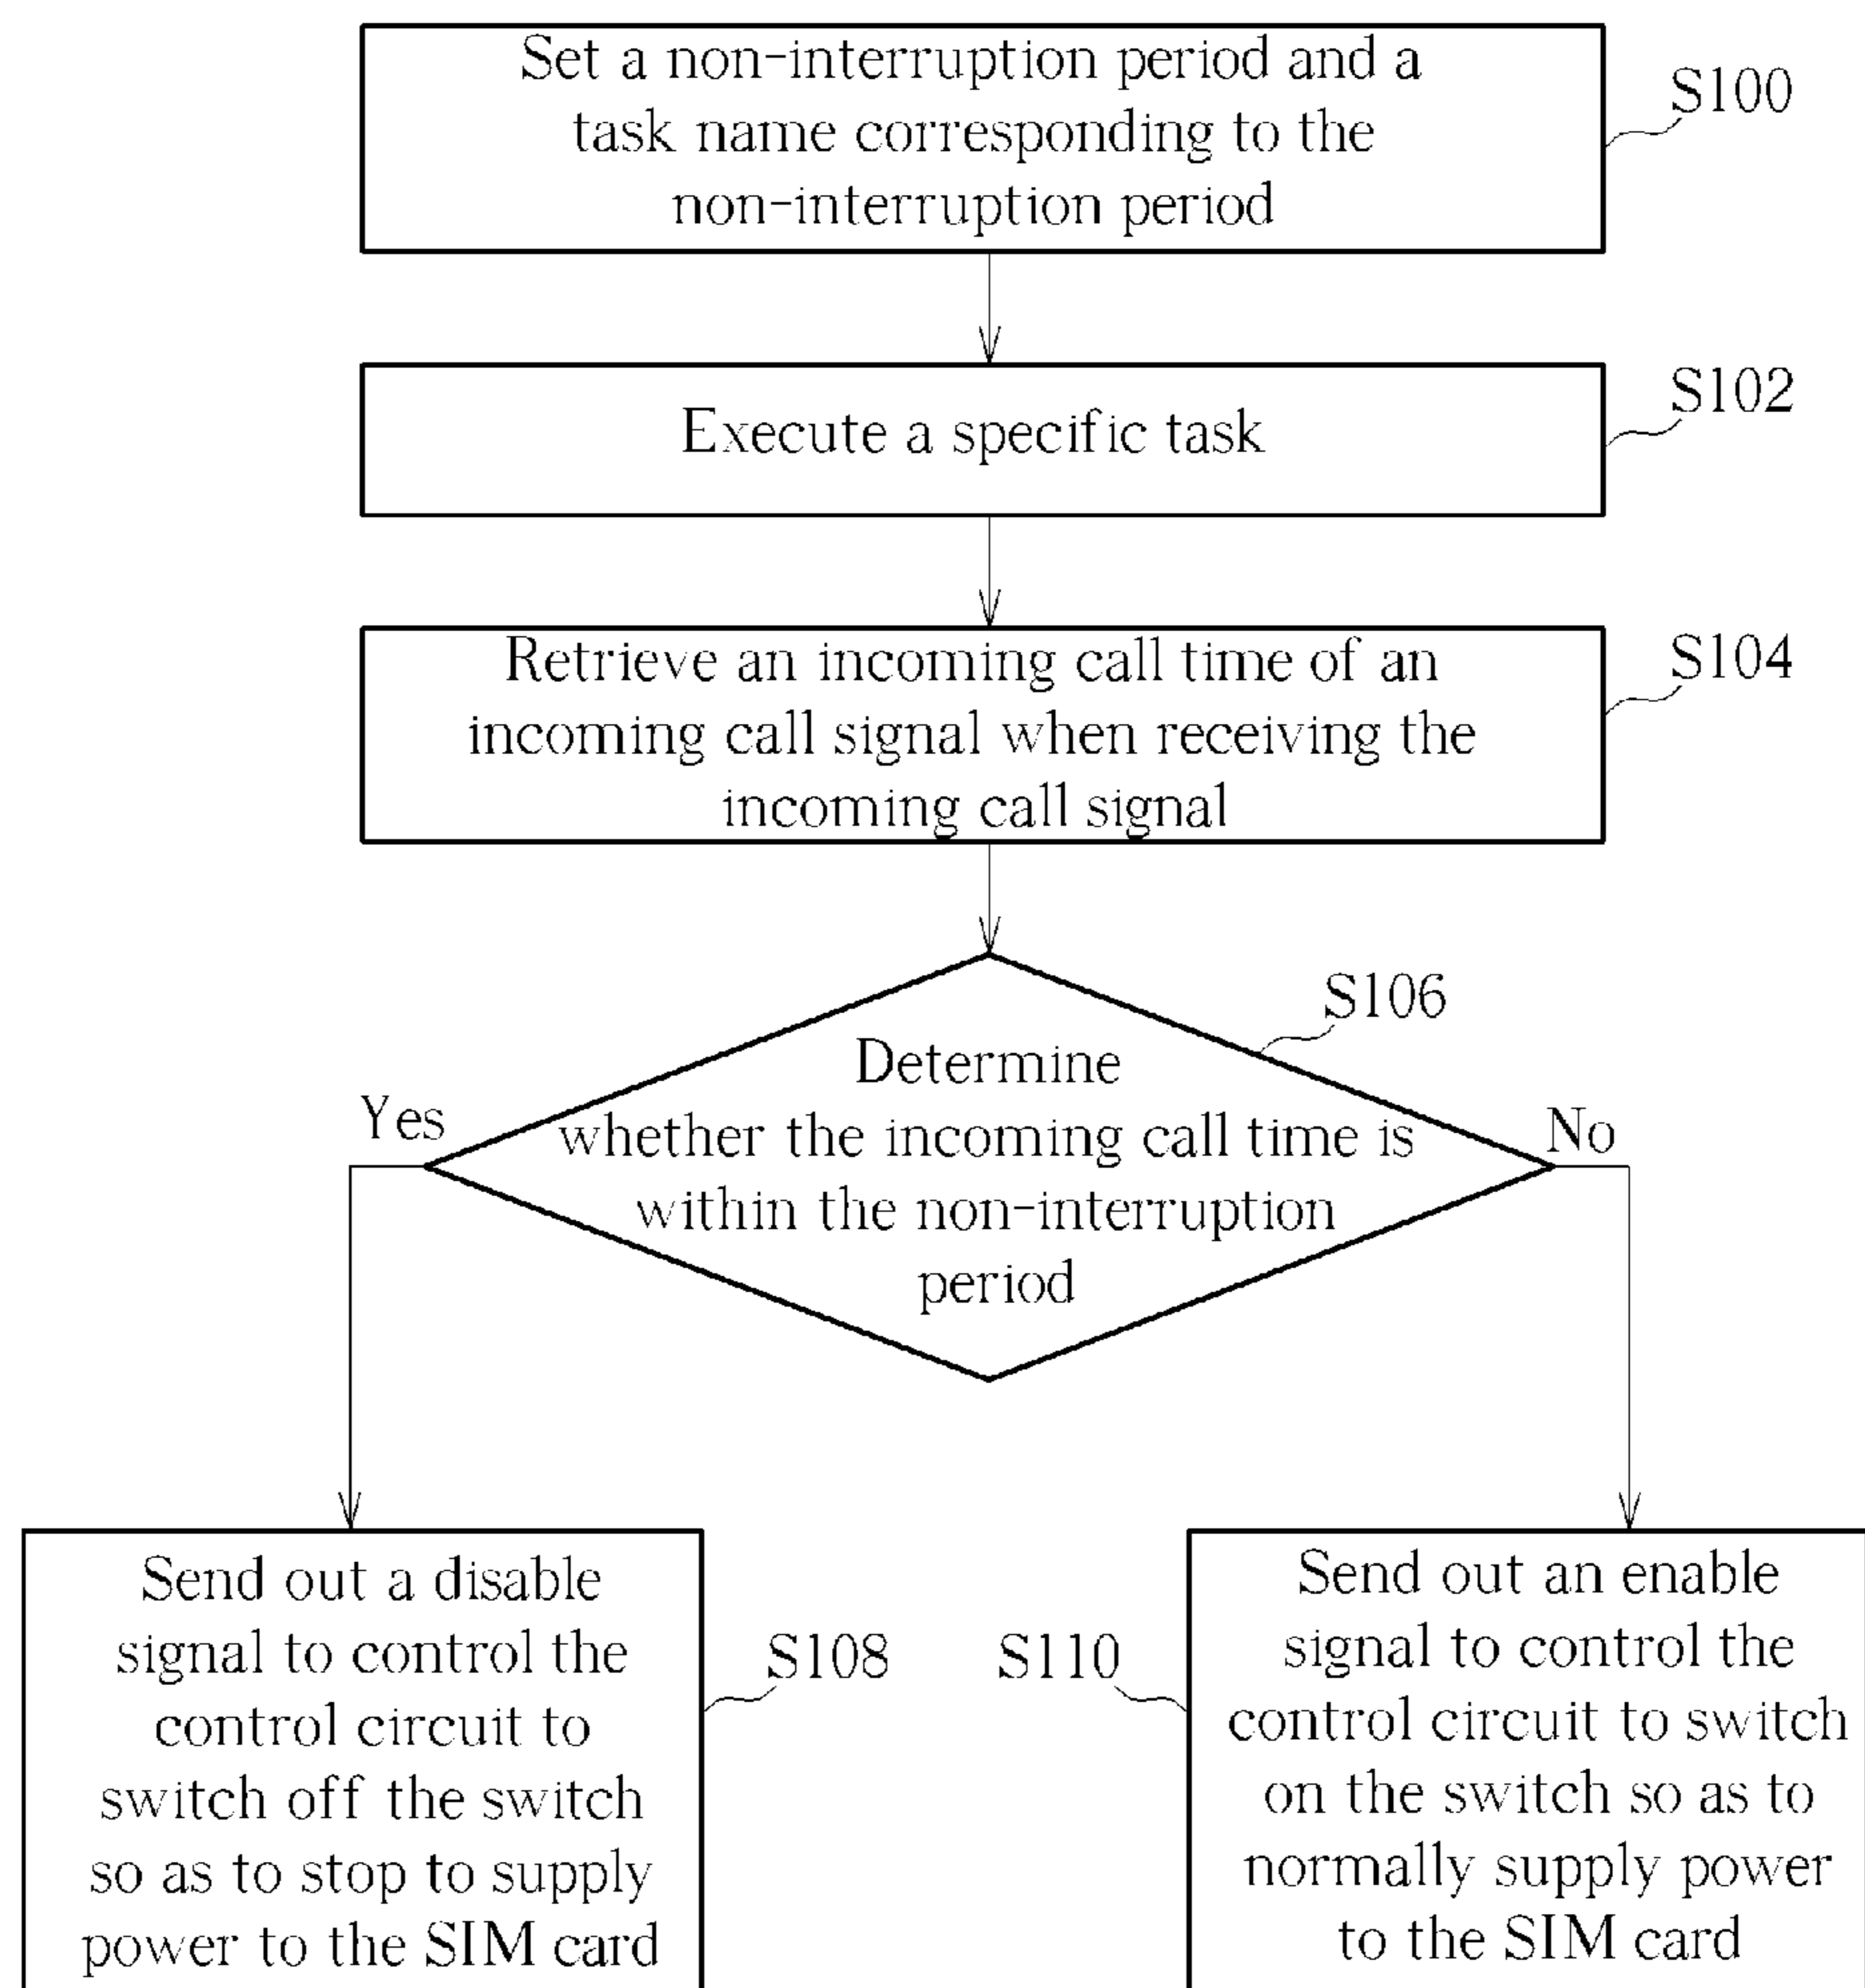 Set a non-interruption period and a
task name corresponding to the
non-interruption period
S100
Execute a specific task
S102
Retrieve an incoming call time of an
incoming call signal when receiving the
incoming call signal
S104
S106
Determine
whether the incoming call time is
within the non-interruption
period
Yes
No
Send out a disable
signal to control the
control circuit to
switch off the switch
so as to stop to supply
power to the SIM card
S108
S110
Send out an enable
signal to control the
control circuit to switch
on the switch so as to
normally supply power
to the SIM card